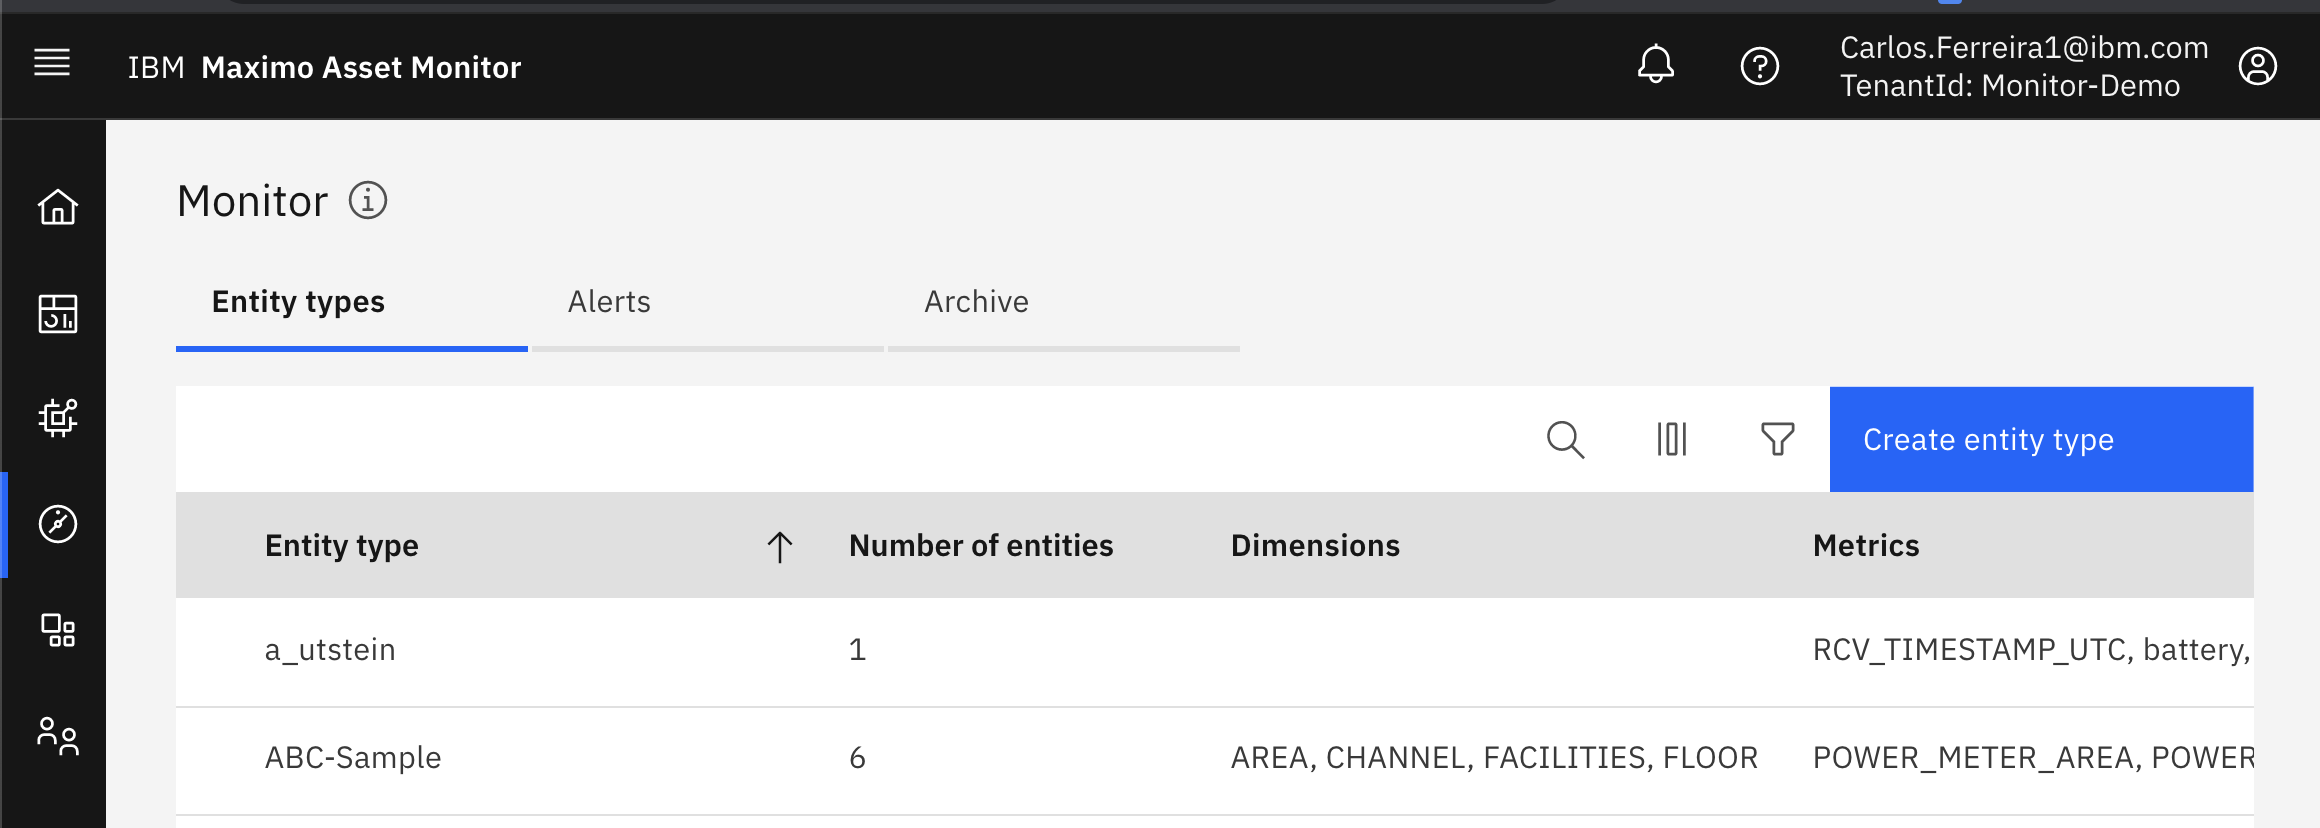 IBM Maximo Asset Monitor
Carlos.Ferreira1@ibm.com
TenantId: Monitor-Demo
Monitor
Entity types Alerts Archive
Create entity type
Entity type Number of entities Dimensions Metrics
a_utstein 1 RCV_TIMESTAMP_UTC, battery,
ABC-Sample 6 AREA, CHANNEL, FACILITIES, FLOOR POWER_METER_AREA, POWER